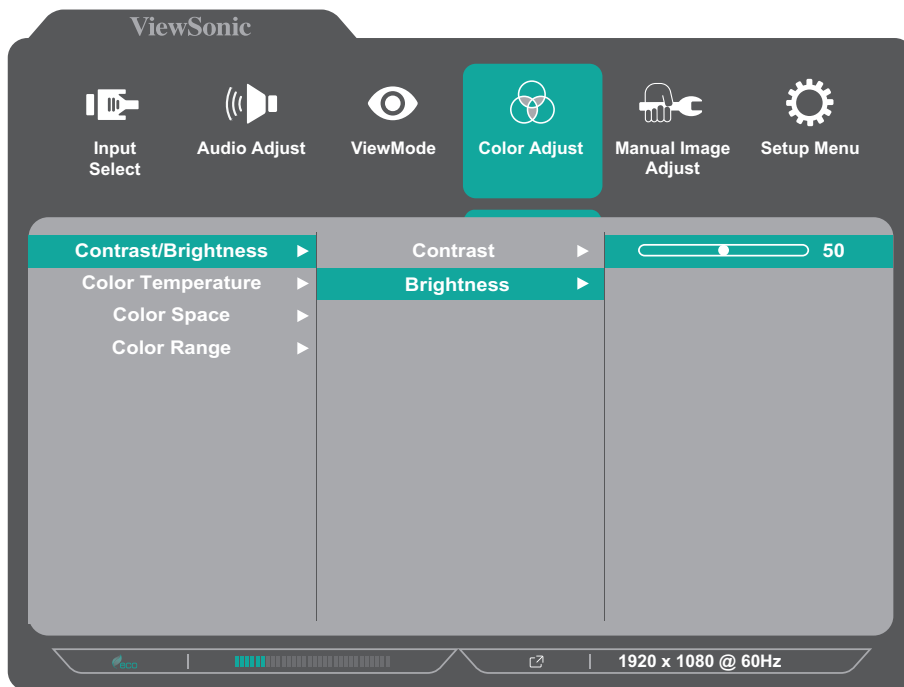 ViewSonic
Input Select
Audio Adjust
ViewMode
Color Adjust
Manual Image Adjust
Setup Menu
Contrast/Brightness
Color Temperature
Color Space
Color Range
Contrast
Brightness
50
eco
1920 x 1080 @ 60Hz